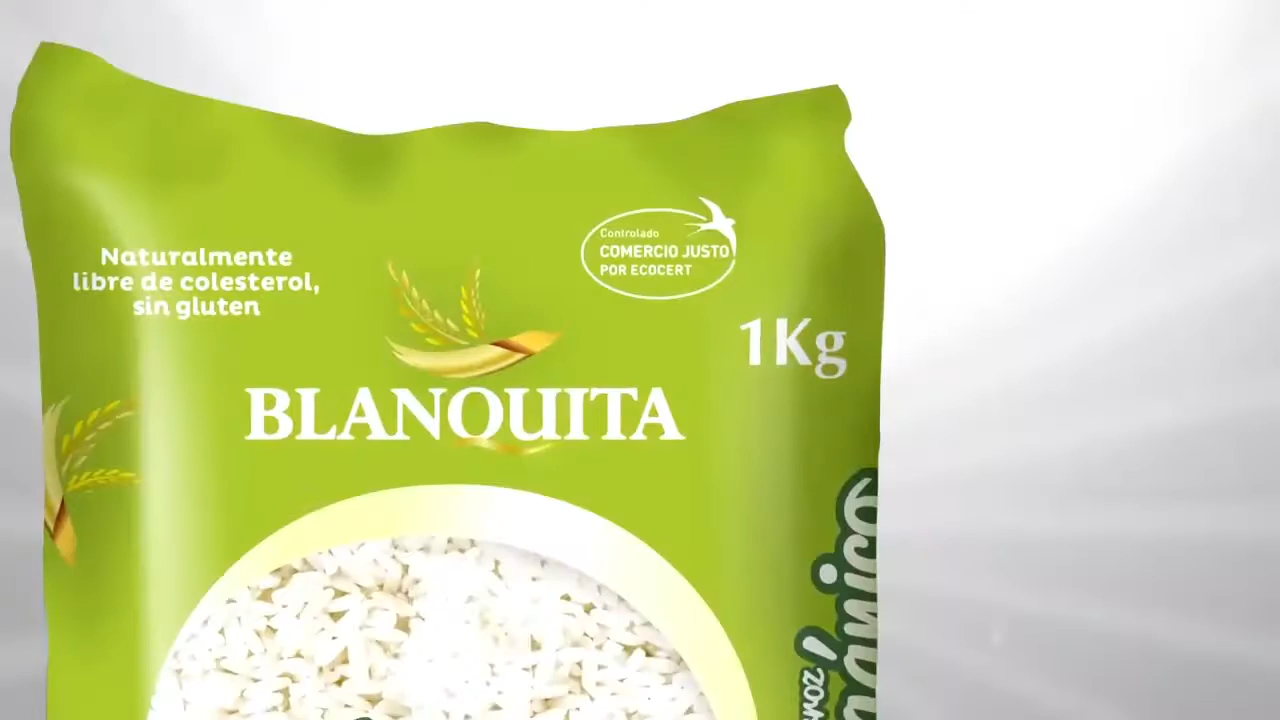 Naturalmente
libre de colesterol,
sin gluten
Controlado
COMERCIO JUSTO
POR ECOCERT
1Kg
BLANQUITA